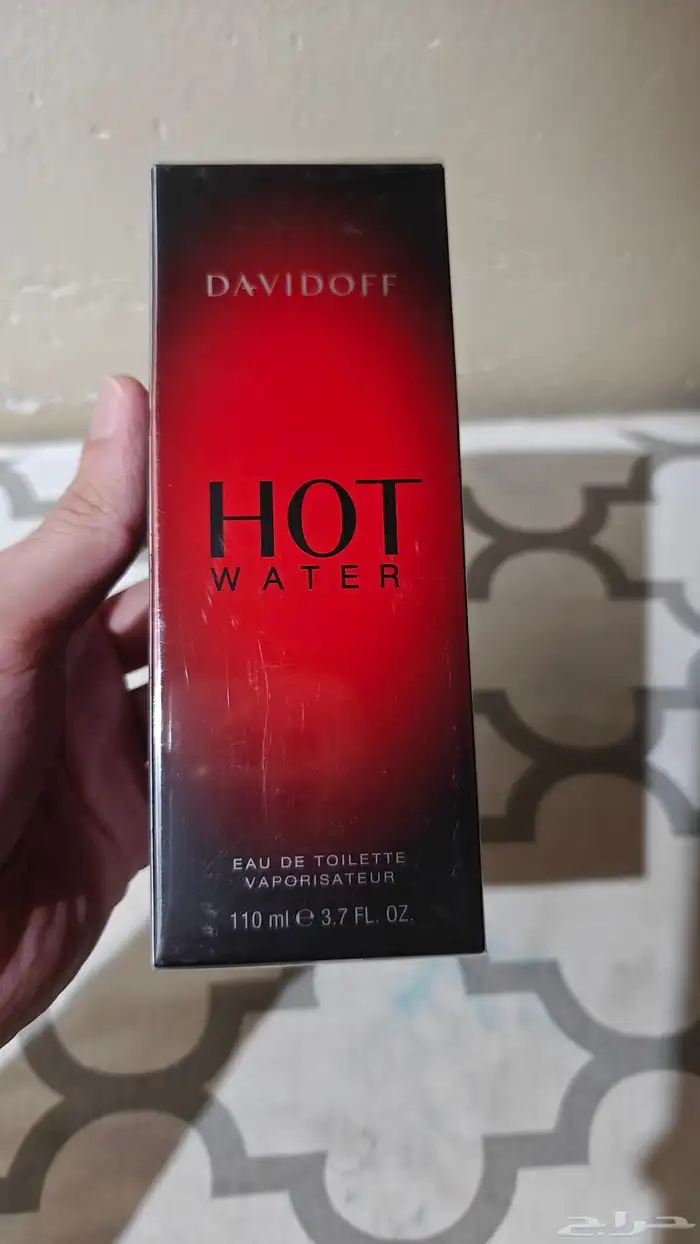 DAVIDOFF
HOT
WATER
EAU DE TOILETTE
VAPORISATEUR
110 ml ℮ 3.7 FL. OZ.
حراج